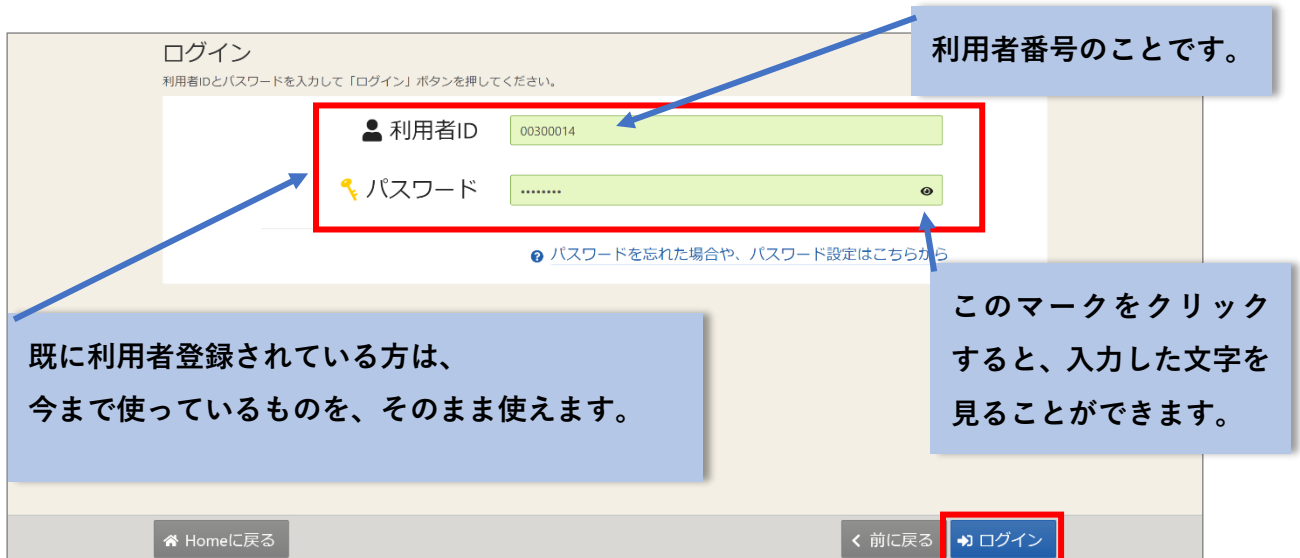 利用者番号のことです。
ログイン
利用者IDとパスワードを入力して「ログイン」ボタンを押してください。
利用者ID
00300014
パスワード
........
パスワードを忘れた場合や、パスワード設定はこちらから
このマークをクリック
すると、入力した文字を
見ることができます。
既に利用者登録されている方は、
今まで使っているものを、そのまま使えます。
Homeに戻る
前に戻る
ログイン